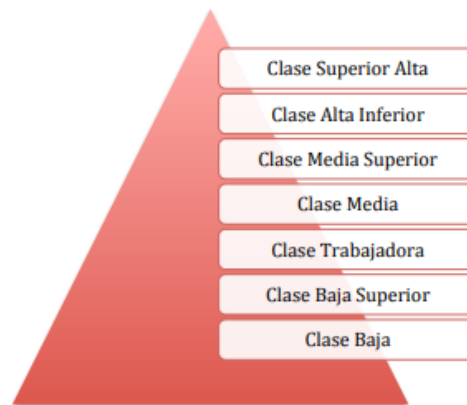 Clase Superior Alta
Clase Alta Inferior
Clase Media Superior
Clase Media
Clase Trabajadora
Clase Baja Superior
Clase Baja